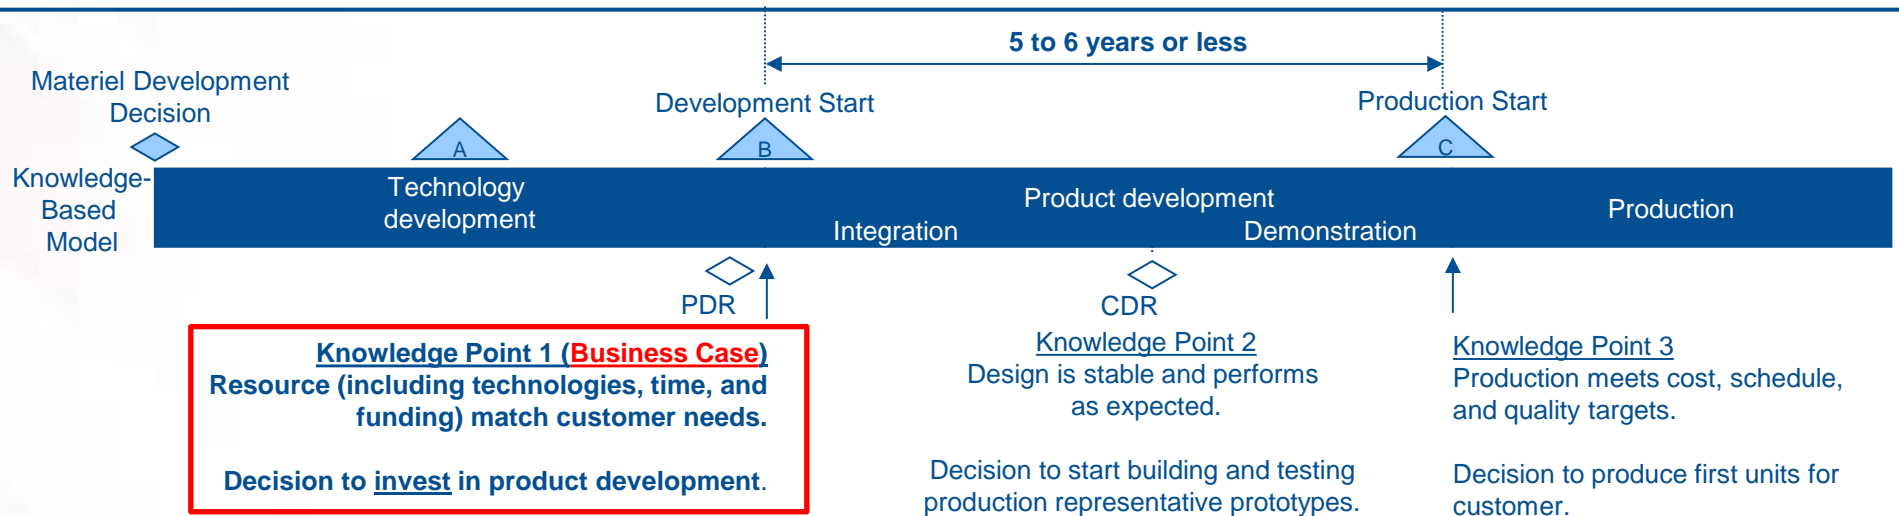 5 to 6 years or less
Materiel Development
Decision
Development Start
Production Start
A
B
C
Knowledge-
Based
Model
Technology
development
Product development
Integration
Demonstration
Production
PDR
CDR
Knowledge Point 1 (Business Case)
Resource (including technologies, time, and
funding) match customer needs.
Decision to invest in product development.
Knowledge Point 2
Design is stable and performs
as expected.
Decision to start building and testing
production representative prototypes.
Knowledge Point 3
Production meets cost, schedule,
and quality targets.
Decision to produce first units for
customer.